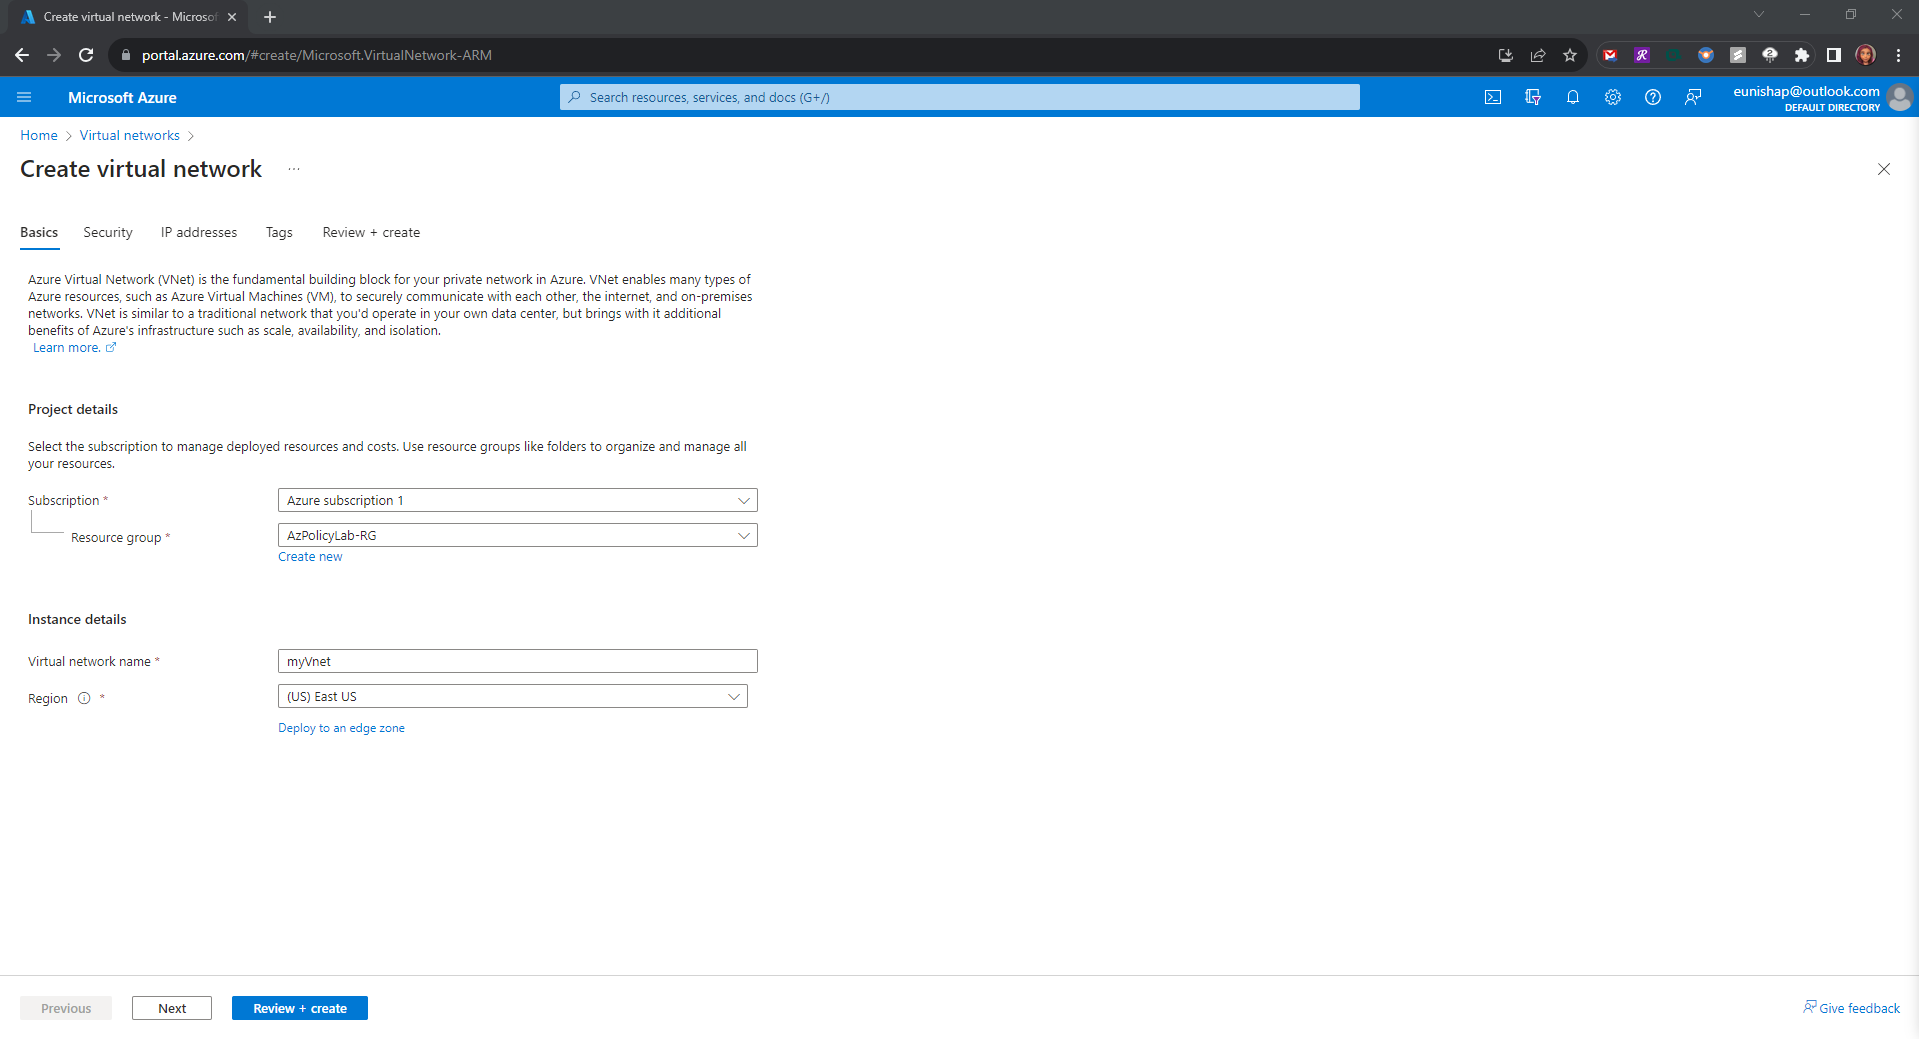 Create virtual network - Microsof
portal.azure.com/#create/Microsoft.VirtualNetwork-ARM
Microsoft Azure
Search resources, services, and docs (G+/)
eunishap@outlook.com
DEFAULT DIRECTORY
Home > Virtual networks >
Create virtual network ...
Basics Security IP addresses Tags Review + create
Azure Virtual Network (VNet) is the fundamental building block for your private network in Azure. VNet enables many types of
Azure resources, such as Azure Virtual Machines (VM), to securely communicate with each other, the internet, and on-premises
networks. VNet is similar to a traditional network that you'd operate in your own data center, but brings with it additional
benefits of Azure's infrastructure such as scale, availability, and isolation.
Learn more.
Project details
Select the subscription to manage deployed resources and costs. Use resource groups like folders to organize and manage all
your resources.
Subscription * Azure subscription 1
Resource group * AzPolicyLab-RG
Create new
Instance details
Virtual network name * myVnet
Region * (US) East US
Deploy to an edge zone
Previous Next Review + create Give feedback